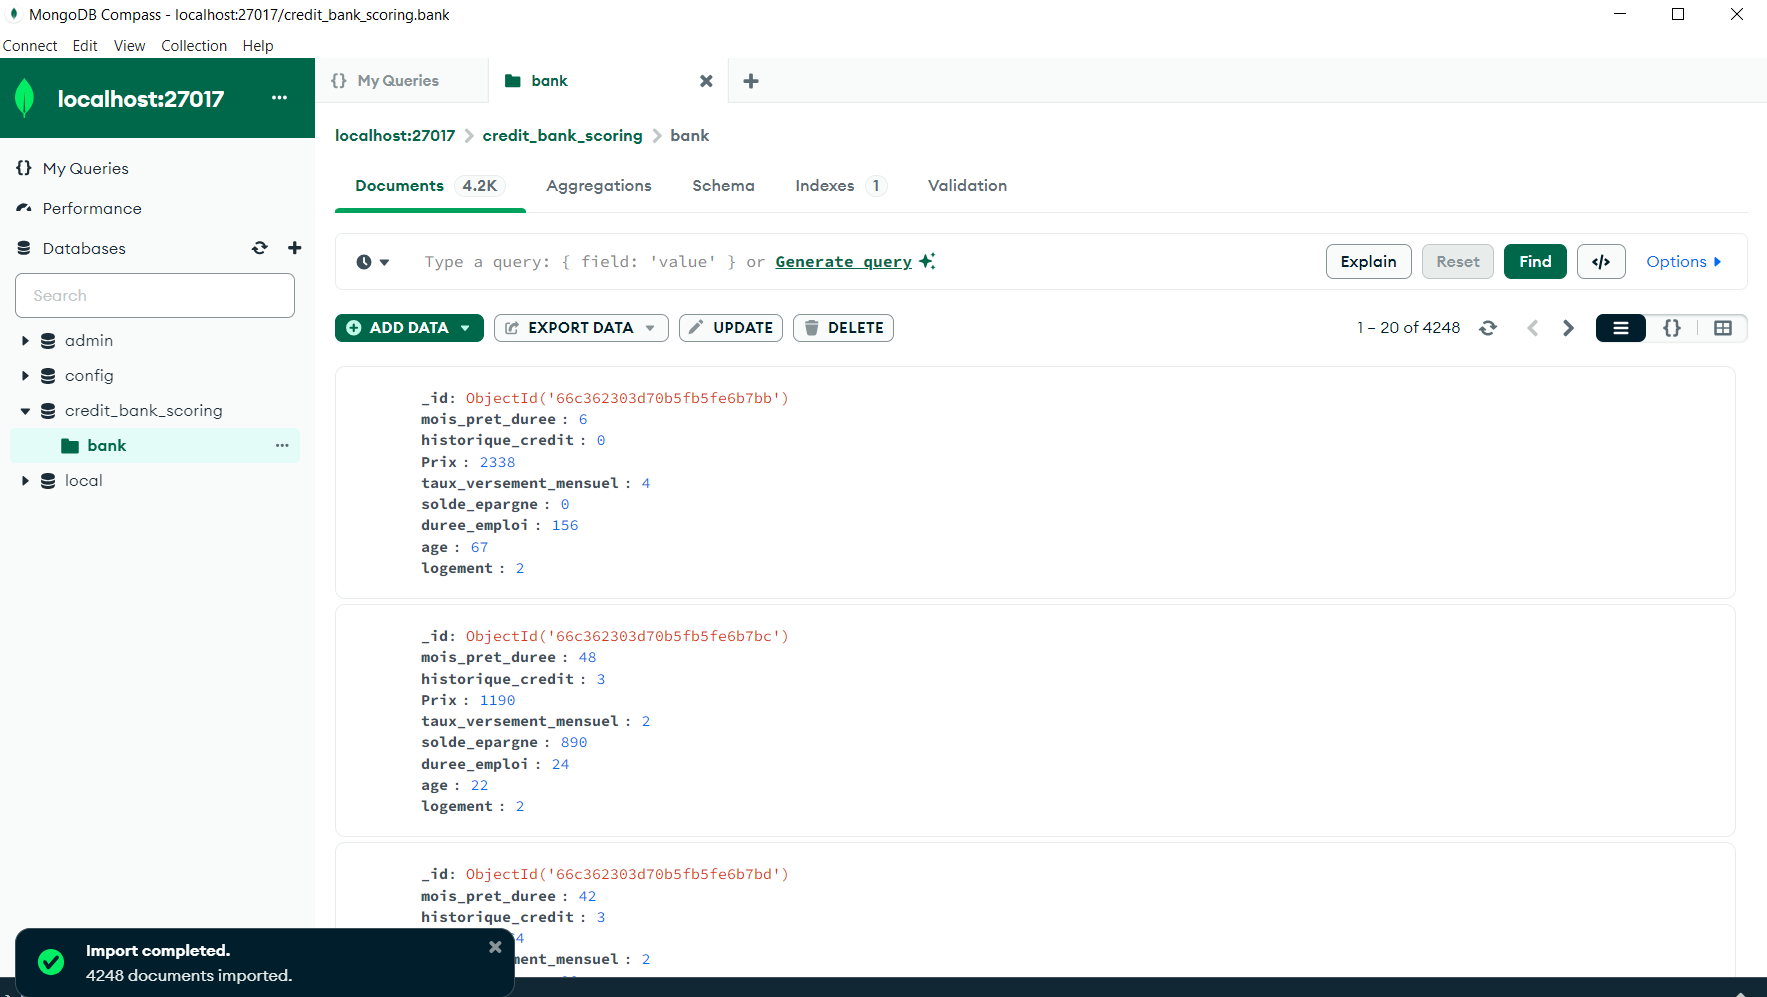 MongoDB Compass - localhost:27017/credit_bank_scoring.bank
Connect Edit View Collection Help
localhost:27017 ...
{} My Queries
bank
localhost:27017 > credit_bank_scoring > bank
{} My Queries
Performance
Databases
Search
admin
config
credit_bank_scoring
bank ...
local
Documents 4.2K Aggregations Schema Indexes 1 Validation
Type a query: { field: 'value' } or Generate query
Explain Reset Find </> Options
ADD DATA EXPORT DATA UPDATE DELETE
1 – 20 of 4248 {}
_id: ObjectId('66c362303d70b5fb5fe6b7bb')
mois_pret_duree : 6
historique_credit : 0
Prix : 2338
taux_versement_mensuel : 4
solde_epargne : 0
duree_emploi : 156
age : 67
logement : 2
_id: ObjectId('66c362303d70b5fb5fe6b7bc')
mois_pret_duree : 48
historique_credit : 3
Prix : 1190
taux_versement_mensuel : 2
solde_epargne : 890
duree_emploi : 24
age : 22
logement : 2
_id: ObjectId('66c362303d70b5fb5fe6b7bd')
mois_pret_duree : 42
historique_credit : 3
4
ment_mensuel : 2
Import completed.
4248 documents imported.